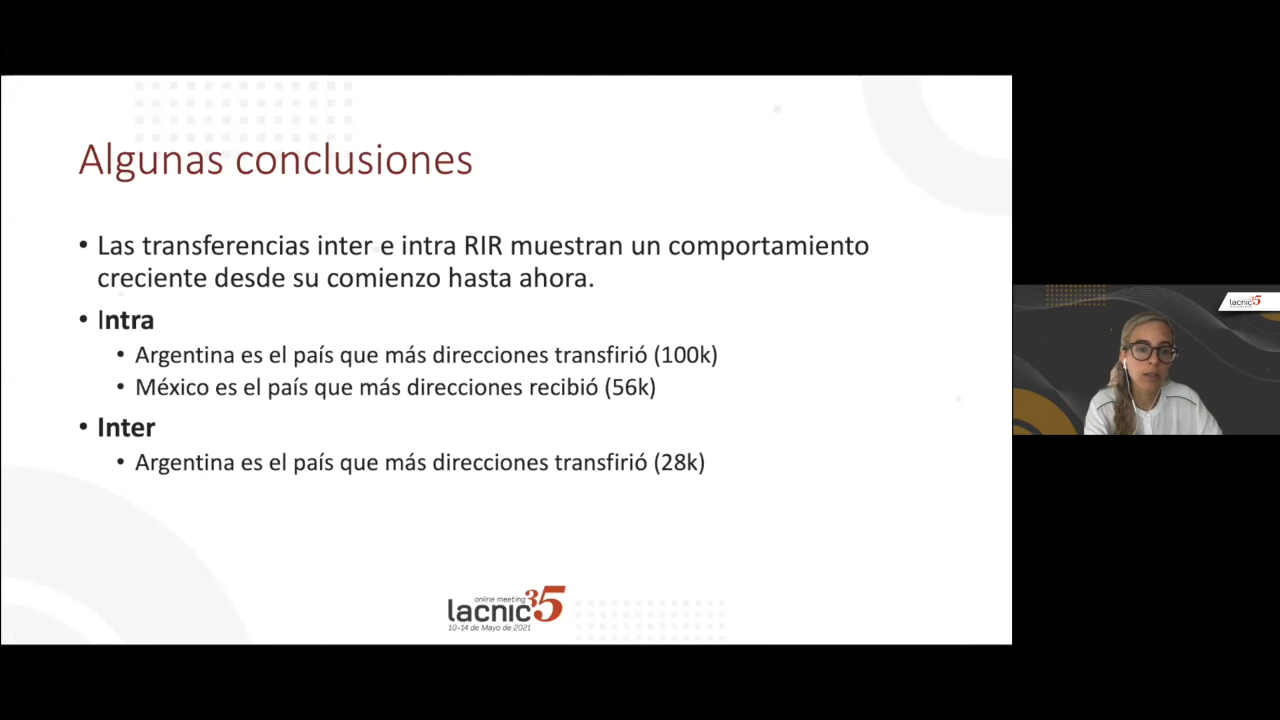 Algunas conclusiones
• Las transferencias inter e intra RIR muestran un comportamiento
creciente desde su comienzo hasta ahora.
• Intra
• Argentina es el país que más direcciones transfirió (100k)
• México es el país que más direcciones recibió (56k)
• Inter
• Argentina es el país que más direcciones transfirió (28k)
online meeting
lacnic35
10-14 de Mayo de 2021
lacnic35